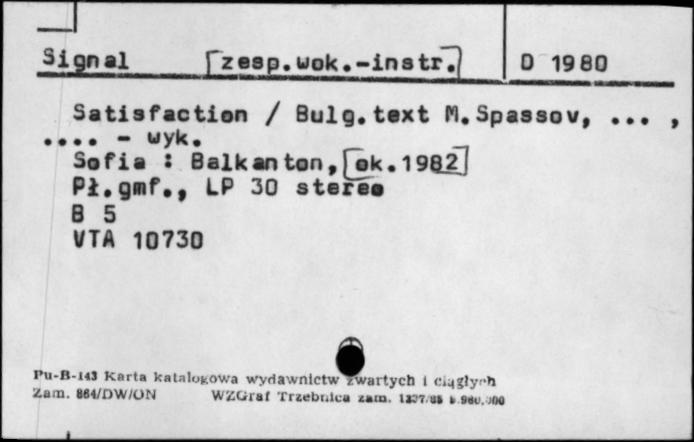 Signal [zesp.wok.-instr.] D 1980
Satisfaction / Bulg.text M.Spassov, ... ,
.... - wyk.
Sofia : Balkanton, [ok.1982]
Pł.gmf., LP 30 stereo
B 5
VTA 10730
Pu-B-143 Karta katalogowa wydawnictw zwartych i ciągłych
Zam. 864/DW/ON WZGraf Trzebnica zam.